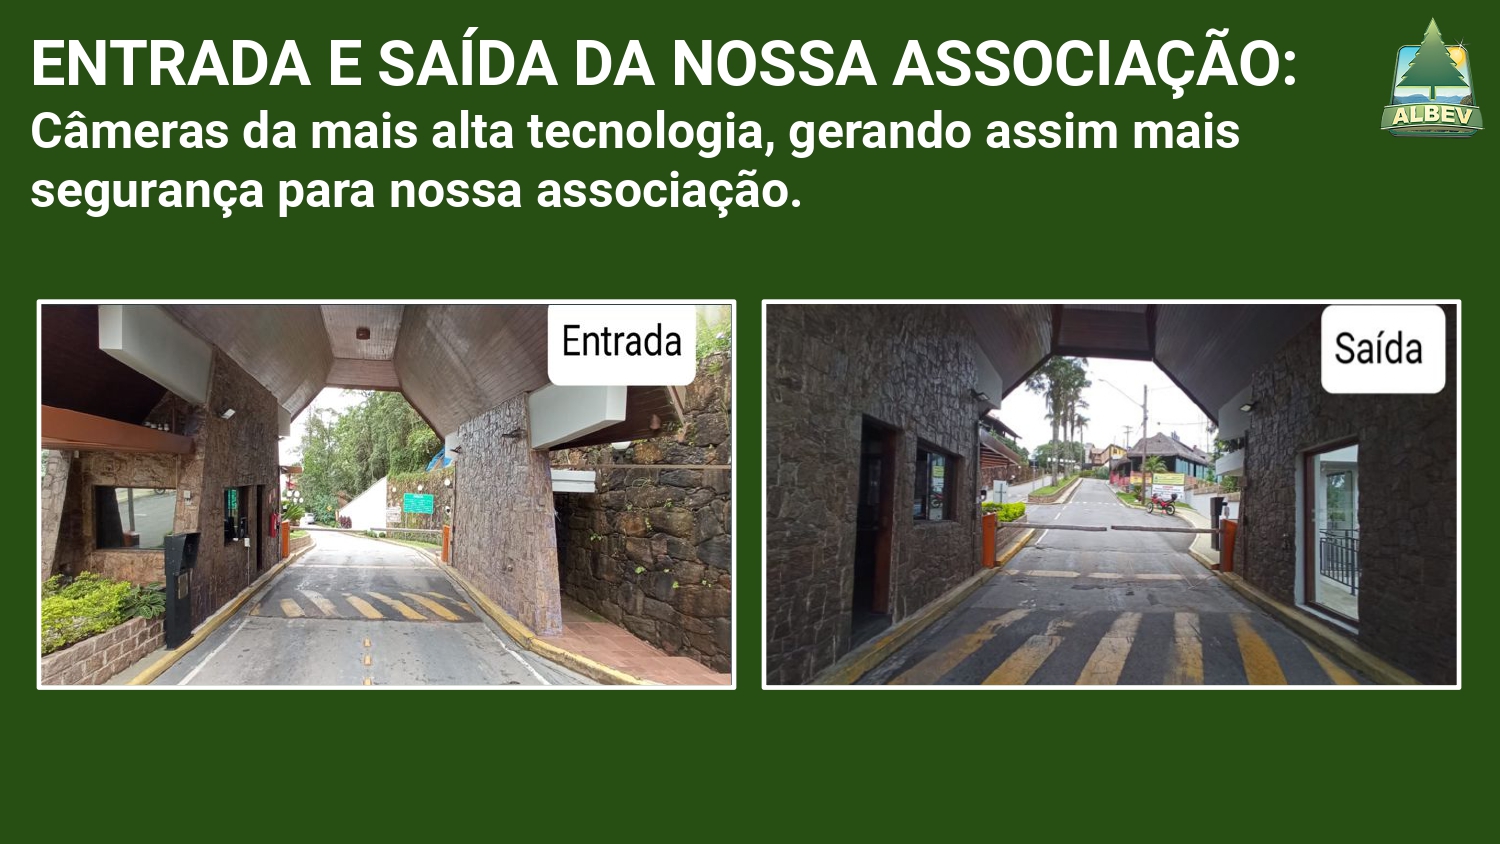 ENTRADA E SAÍDA DA NOSSA ASSOCIAÇÃO:
Câmeras da mais alta tecnologia, gerando assim mais
segurança para nossa associação.
ALBEV
Entrada
Saída